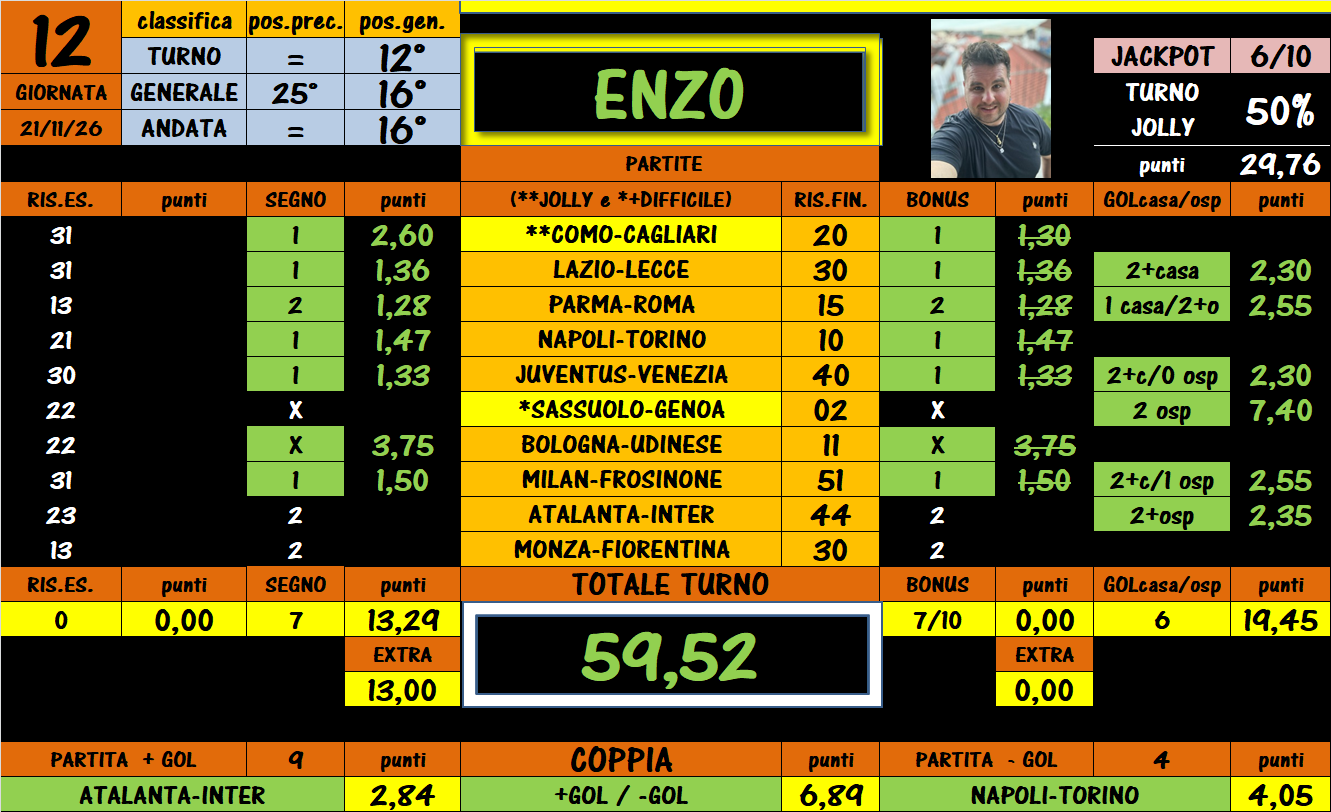 12 classifica pos.prec. pos.gen.
TURNO = 12° JACKPOT 6/10
GIORNATA GENERALE 25° 16° ENZO TURNO JOLLY 50%
21/11/26 ANDATA = 16°
PARTITE punti 29,76
RIS.ES. punti SEGNO punti (**JOLLY e *+DIFFICILE) RIS.FIN. BONUS punti GOLcasa/osp punti
31 1 2,60 **COMO-CAGLIARI 20 1 1,30
31 1 1,36 LAZIO-LECCE 30 1 1,36 2+casa 2,30
13 2 1,28 PARMA-ROMA 15 2 1,28 1 casa/2+o 2,55
21 1 1,47 NAPOLI-TORINO 10 1 1,47
30 1 1,33 JUVENTUS-VENEZIA 40 1 1,33 2+c/0 osp 2,30
22 X *SASSUOLO-GENOA 02 X 2 osp 7,40
22 X 3,75 BOLOGNA-UDINESE 11 X 3,75
31 1 1,50 MILAN-FROSINONE 51 1 1,50 2+c/1 osp 2,55
23 2 ATALANTA-INTER 44 2 2+osp 2,35
13 2 MONZA-FIORENTINA 30 2
RIS.ES. punti SEGNO punti TOTALE TURNO BONUS punti GOLcasa/osp punti
0 0,00 7 13,29 59,52 7/10 0,00 6 19,45
EXTRA EXTRA
13,00 0,00
PARTITA + GOL 9 punti COPPIA punti PARTITA - GOL 4 punti
ATALANTA-INTER 2,84 +GOL / -GOL 6,89 NAPOLI-TORINO 4,05